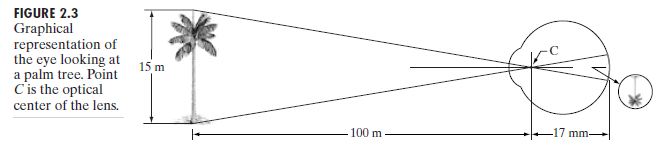 FIGURE 2.3
Graphical
representation of
the eye looking at
a palm tree. Point
C is the optical
center of the lens.
15 m
C
100 m
17 mm